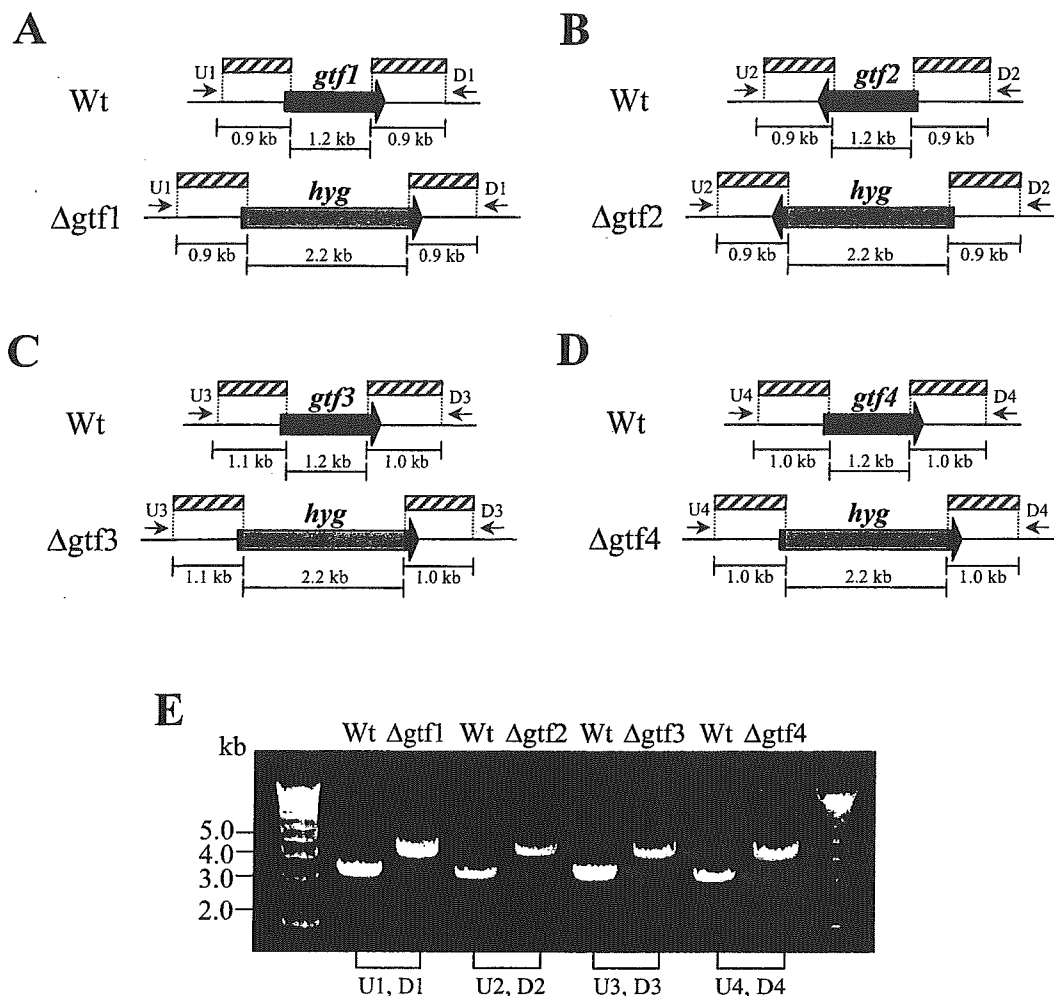 A
B
U1 gtf1 D1
Wt
0.9 kb 1.2 kb 0.9 kb
U1 hyg D1
Δgtf1
0.9 kb 2.2 kb 0.9 kb
U2 gtf2 D2
Wt
0.9 kb 1.2 kb 0.9 kb
U2 hyg D2
Δgtf2
0.9 kb 2.2 kb 0.9 kb
C
D
U3 gtf3 D3
Wt
1.1 kb 1.2 kb 1.0 kb
U3 hyg D3
Δgtf3
1.1 kb 2.2 kb 1.0 kb
U4 gtf4 D4
Wt
1.0 kb 1.2 kb 1.0 kb
U4 hyg D4
Δgtf4
1.0 kb 2.2 kb 1.0 kb
E
Wt Δgtf1 Wt Δgtf2 Wt Δgtf3 Wt Δgtf4
kb
5.0
4.0
3.0
2.0
U1, D1 U2, D2 U3, D3 U4, D4